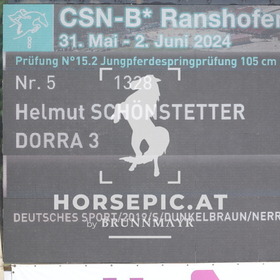 CSN-B* Ranshofe
31. Mai - 2. Juni 2024
Prüfung N°15.2 Jungpferdespringprüfung 105 cm
Nr. 5 1328
Helmut SCHÖNSTETTER
DORRA 3
HORSEPIC.AT
DEUTSCHES SPORT/2019/S/DUNKELBRAUN/NERR
by BRUNNMAYR